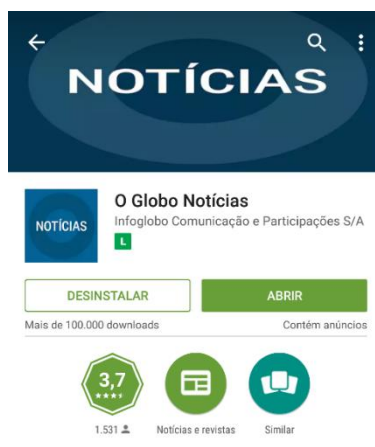 NOTÍCIAS
NOTÍCIAS
O Globo Notícias
Infoglobo Comunicação e Participações S/A
L
DESINSTALAR
ABRIR
Mais de 100.000 downloads
Contém anúncios
3,7
1.531
Notícias e revistas
Similar